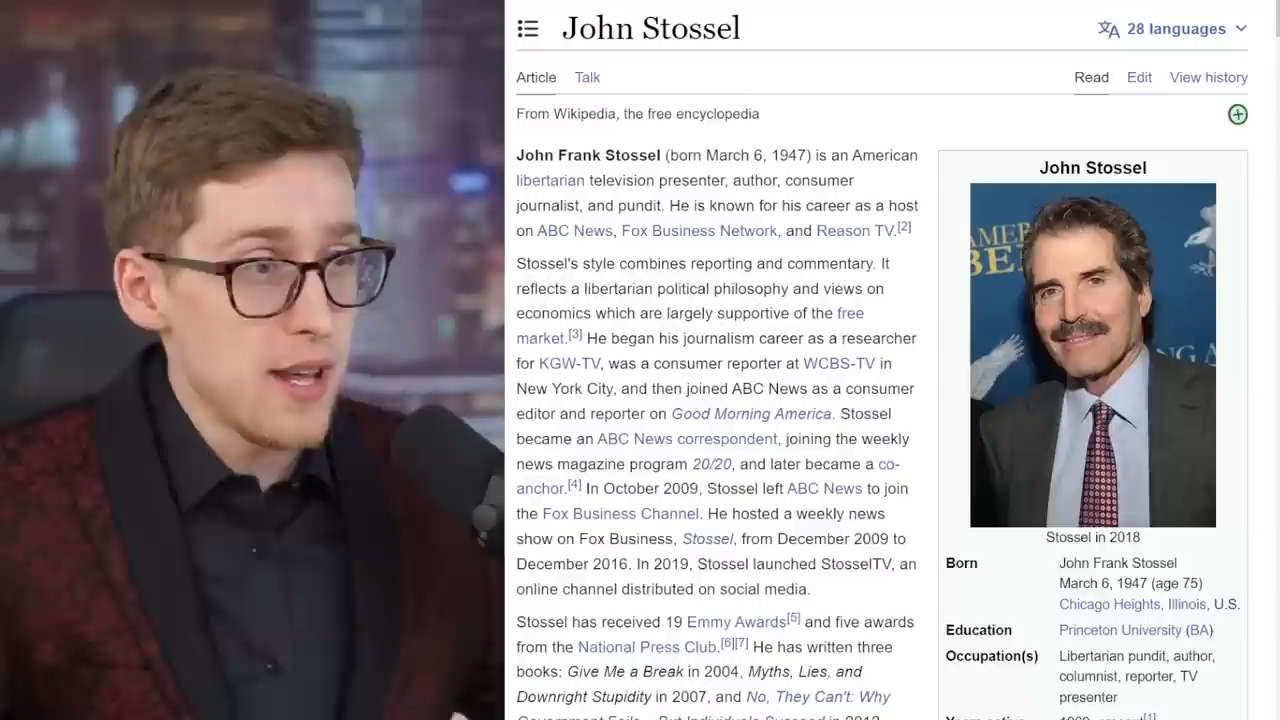 John Stossel
28 languages
Article Talk Read Edit View history
From Wikipedia, the free encyclopedia
John Frank Stossel (born March 6, 1947) is an American
libertarian television presenter, author, consumer
journalist, and pundit. He is known for his career as a host
on ABC News, Fox Business Network, and Reason TV.[2]
Stossel's style combines reporting and commentary. It
reflects a libertarian political philosophy and views on
economics which are largely supportive of the free
market.[3] He began his journalism career as a researcher
for KGW-TV, was a consumer reporter at WCBS-TV in
New York City, and then joined ABC News as a consumer
editor and reporter on Good Morning America. Stossel
became an ABC News correspondent, joining the weekly
news magazine program 20/20, and later became a co-
anchor.[4] In October 2009, Stossel left ABC News to join
the Fox Business Channel. He hosted a weekly news
show on Fox Business, Stossel, from December 2009 to
December 2016. In 2019, Stossel launched StosselTV, an
online channel distributed on social media.
Stossel has received 19 Emmy Awards[5] and five awards
from the National Press Club.[6][7] He has written three
books: Give Me a Break in 2004, Myths, Lies, and
Downright Stupidity in 2007, and No, They Can't: Why
Government Fails – But Individuals Succeed in 2012
John Stossel
AMER
BE
NG A
Stossel in 2018
Born John Frank Stossel
March 6, 1947 (age 75)
Chicago Heights, Illinois, U.S.
Education Princeton University (BA)
Occupation(s) Libertarian pundit, author,
columnist, reporter, TV
presenter